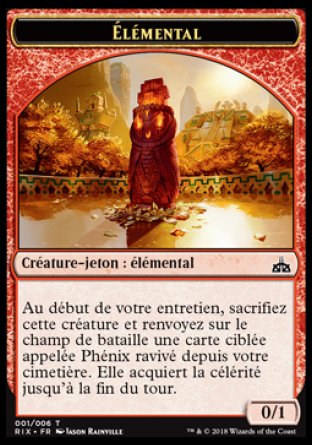 Élémental
Créature-jeton : élémental
Au début de votre entretien, sacrifiez
cette créature et renvoyez sur le
champ de bataille une carte ciblée
appelée Phénix ravivé depuis votre
cimetière. Elle acquiert la célérité
jusqu'à la fin du tour.
0/1
001/006 T
RIX • FR Jason Rainville
™ & © 2018 Wizards of the Coast